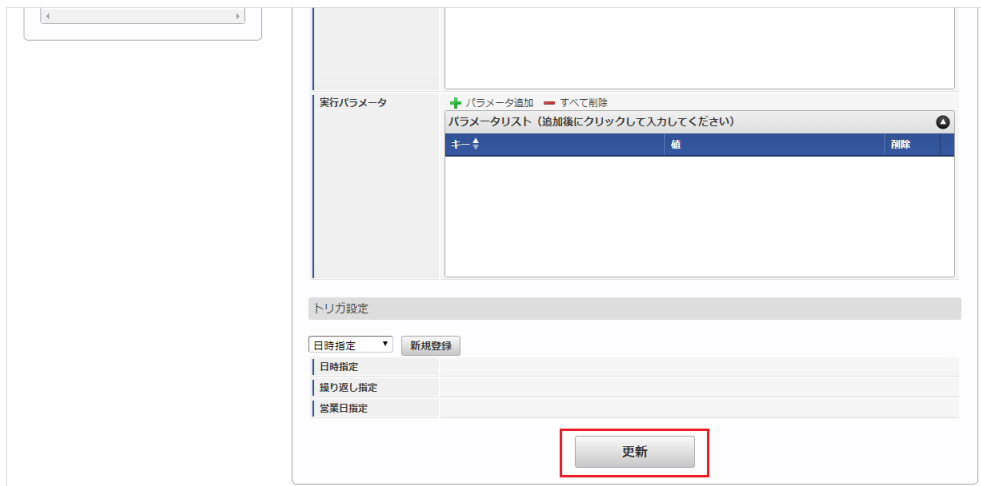 実行パラメータ
パラメータ追加 すべて削除
パラメータリスト（追加後にクリックして入力してください）
キー 値 削除
トリガ設定
日時指定 新規登録
日時指定
繰り返し指定
営業日指定
更新